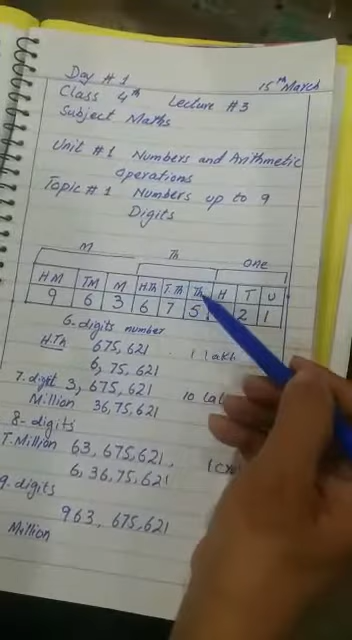 Day # 1 15th March
Class 4th Lecture #3
Subject Maths
Unit #1 Numbers and Arithmetic
Operations
Topic #1 Numbers up to 9
Digits
M Th One
HM TM M H.Th T.Th Th H T U
9 6 3 6 7 5 2 1
6.digits number
H.Th 675,621 1 lakh
6,75,621
7.digit 3,675,621
Million 36,75,621 10
8-digits
T.Million 63,675,621,
6,36,75,621
9.digits
963, 675,621
Million